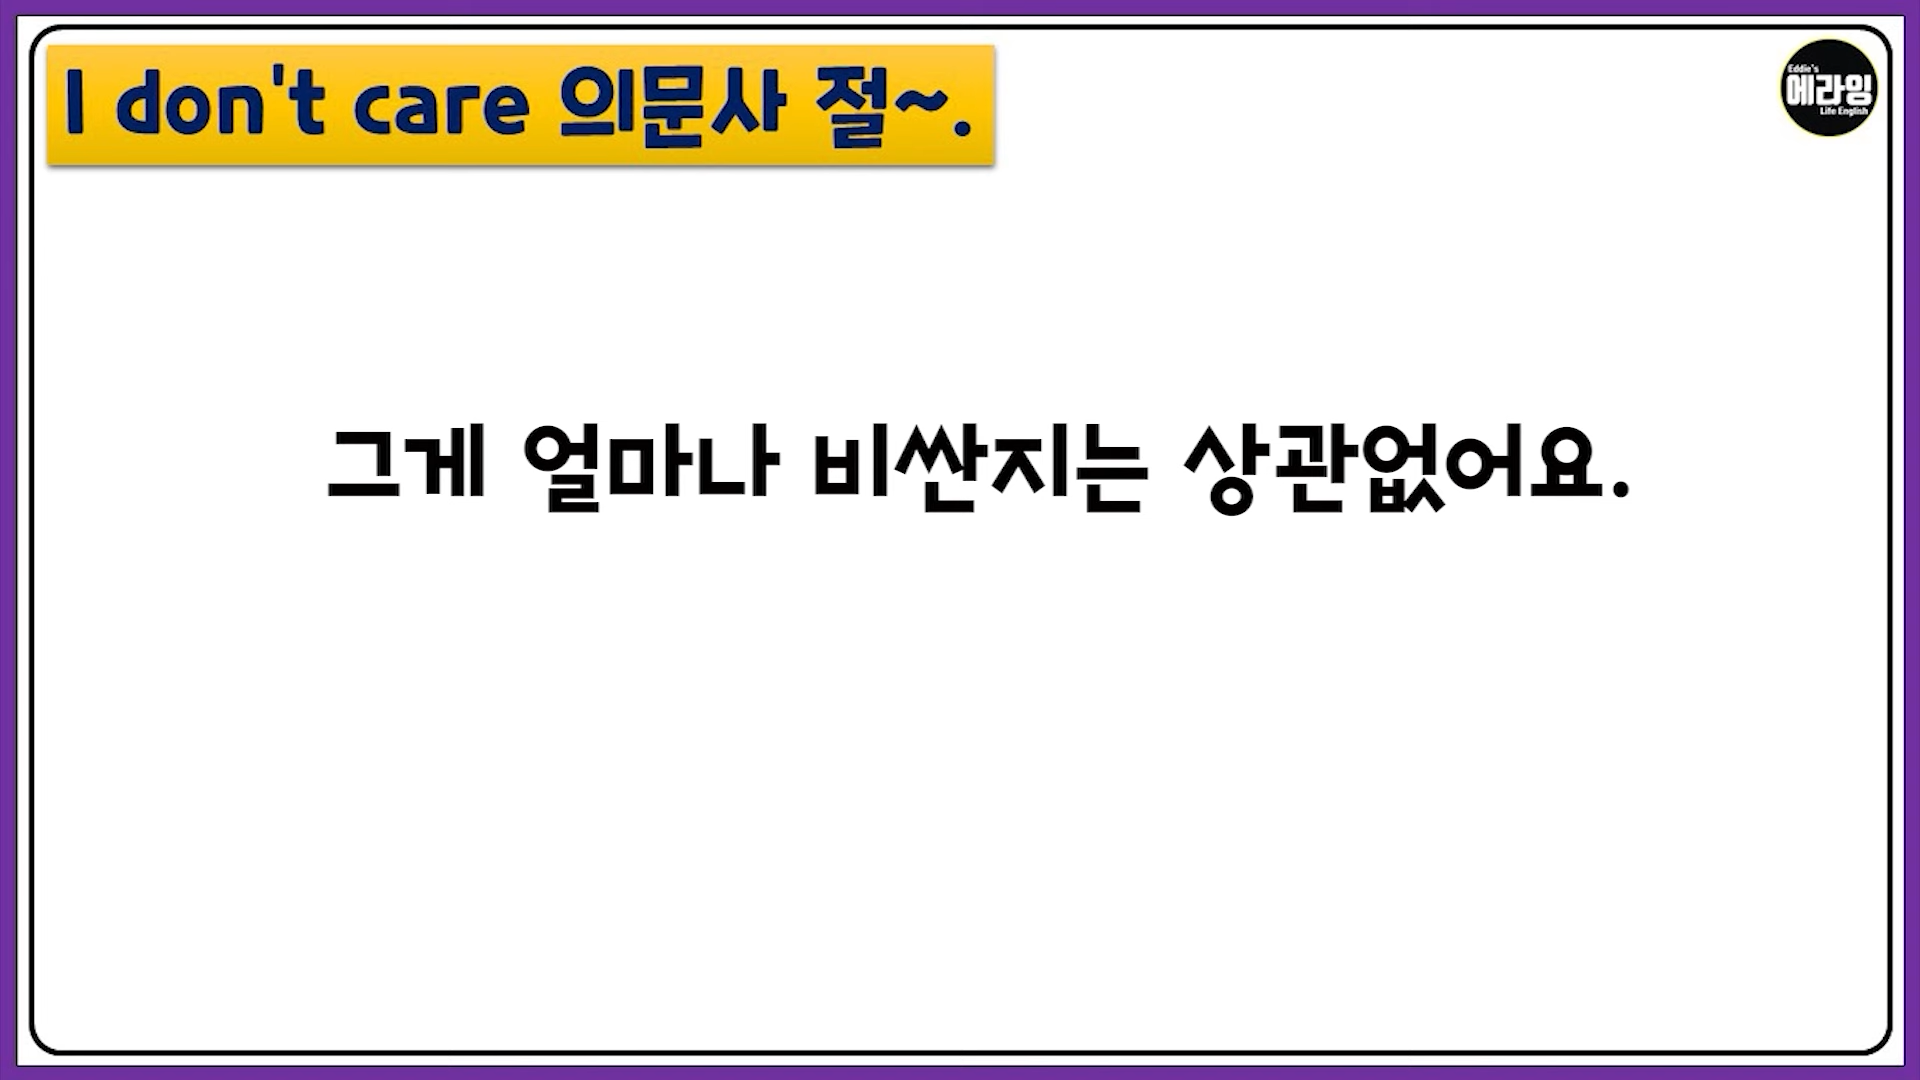 I don't care 의문사 절~.
Eddie's
에라잉
Life English
그게 얼마나 비싼지는 상관없어요.